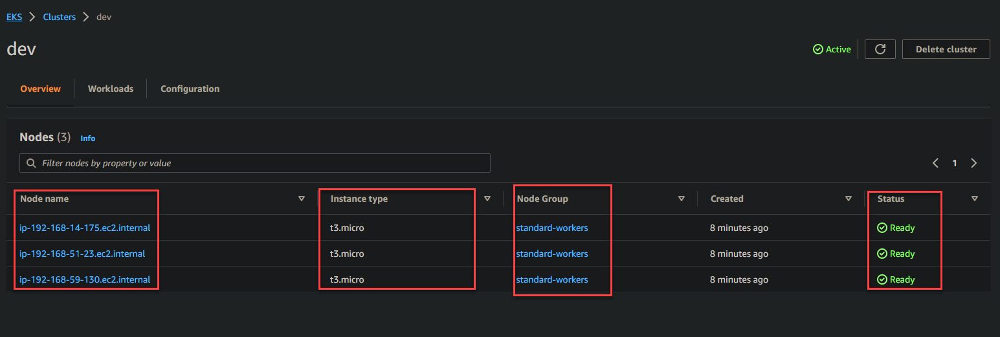 EKS > Clusters > dev
dev
Active
Delete cluster
Overview
Workloads
Configuration
Nodes (3) Info
Filter nodes by property or value
1
Node name Instance type Node Group Created Status
ip-192-168-14-175.ec2.internal t3.micro standard-workers 8 minutes ago Ready
ip-192-168-51-23.ec2.internal t3.micro standard-workers 8 minutes ago Ready
ip-192-168-59-130.ec2.internal t3.micro standard-workers 8 minutes ago Ready